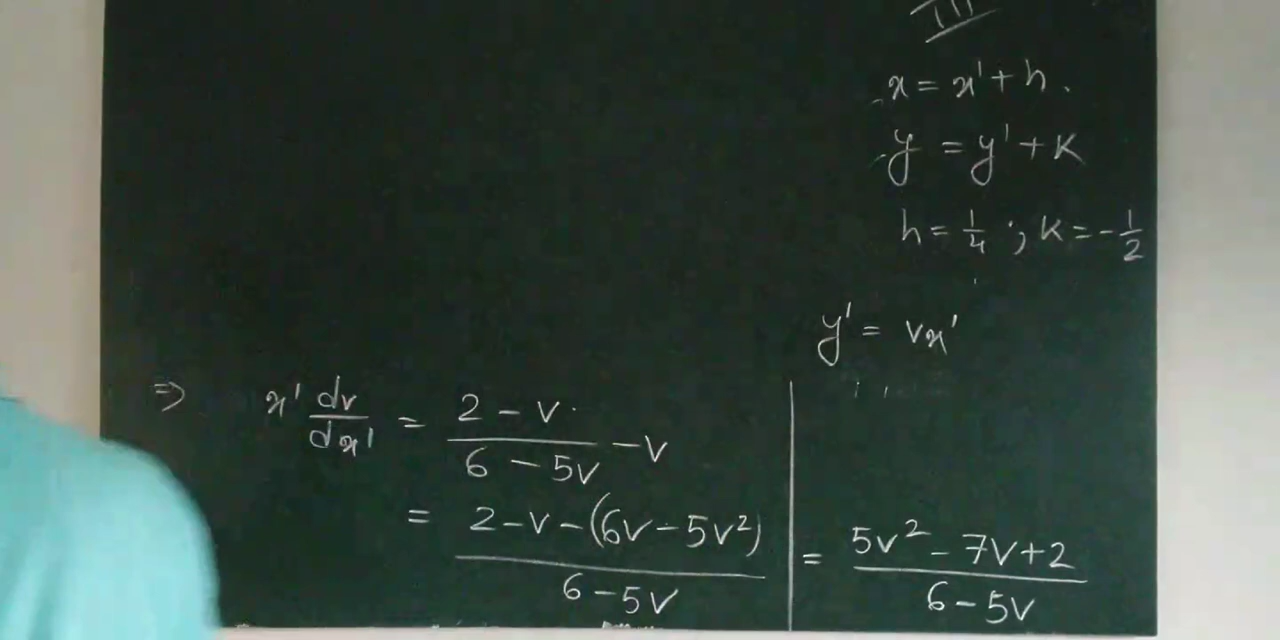 III
x = x' + h.
y = y' + k
h = 1/4 ; k = -1/2
y' = vx'
⇒ x' dv/dx' = (2 - v)/(6 - 5v) - v
= (2 - v - (6v - 5v²))/(6 - 5v) = (5v² - 7v + 2)/(6 - 5v)